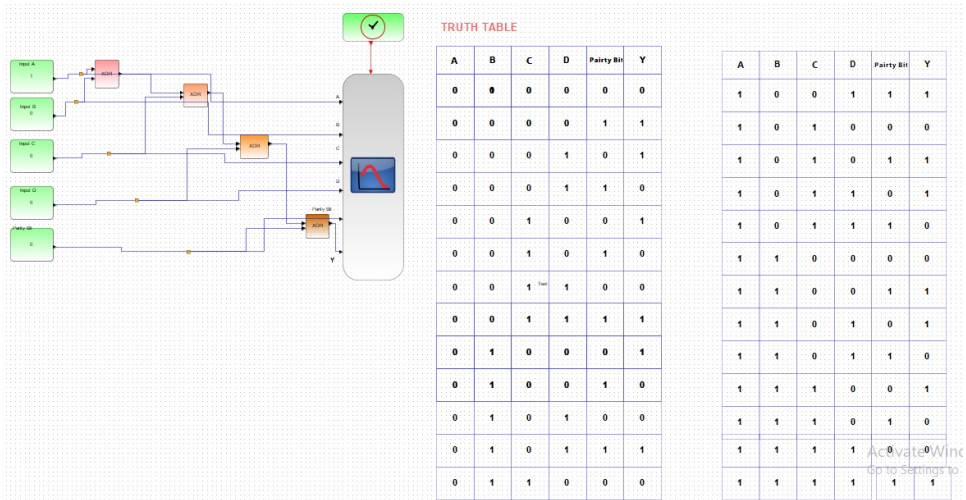 Input A
1
Input B
0
Input C
0
Input D
0
Parity Bit
0
XOR
XOR
XOR
XOR
A
B
C
D
Parity Bit
Y
TRUTH TABLE
A B C D Pairty Bit Y
0 0 0 0 0 0
0 0 0 0 1 1
0 0 0 1 0 1
0 0 0 1 1 0
0 0 1 0 0 1
0 0 1 0 1 0
0 0 1 Text 1 0 0
0 0 1 1 1 1
0 1 0 0 0 1
0 1 0 0 1 0
0 1 0 1 0 0
0 1 0 1 1 1
0 1 1 0 0 0
A B C D Pairty Bit Y
1 0 0 1 1 1
1 0 1 0 0 0
1 0 1 0 1 1
1 0 1 1 0 1
1 0 1 1 1 0
1 1 0 0 0 0
1 1 0 0 1 1
1 1 0 1 0 1
1 1 0 1 1 0
1 1 1 0 0 1
1 1 1 0 1 0
1 1 1 1 0 0
1 1 1 1 1 1
Activate Wind
Go to Settings to